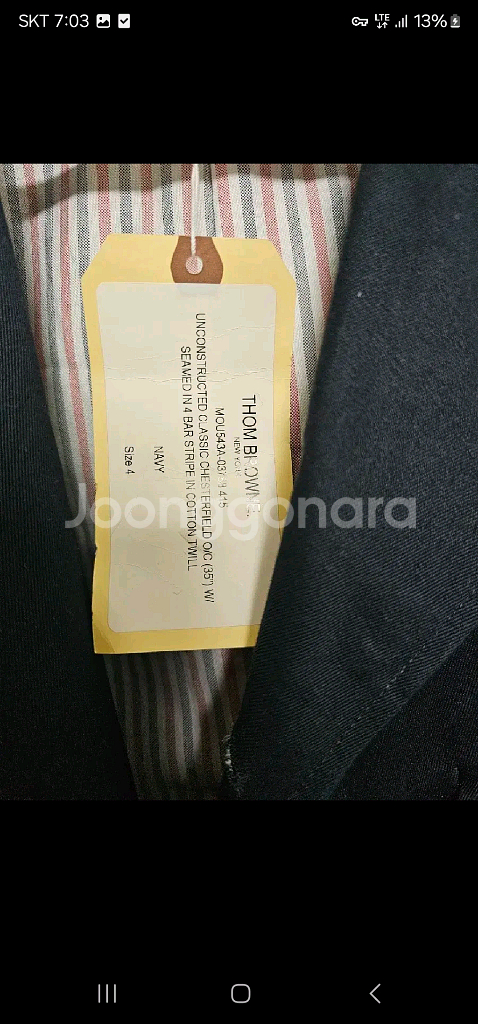 SKT 7:03
LTE
13%
THOM BROWNE.
NEW YORK
UNCONSTRUCTED CLASSIC CHESTERFIELD O/C (35") W/
SEAMED IN 4 BAR STRIPE IN COTTON TWILL
NAVY
Size 4
Joonggonara